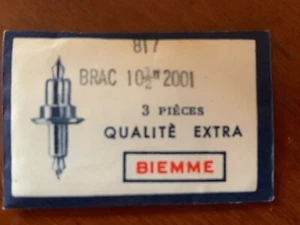 817
BRAC 10½''' 2001
3 PIÈCES
QUALITÈ EXTRA
BIEMME